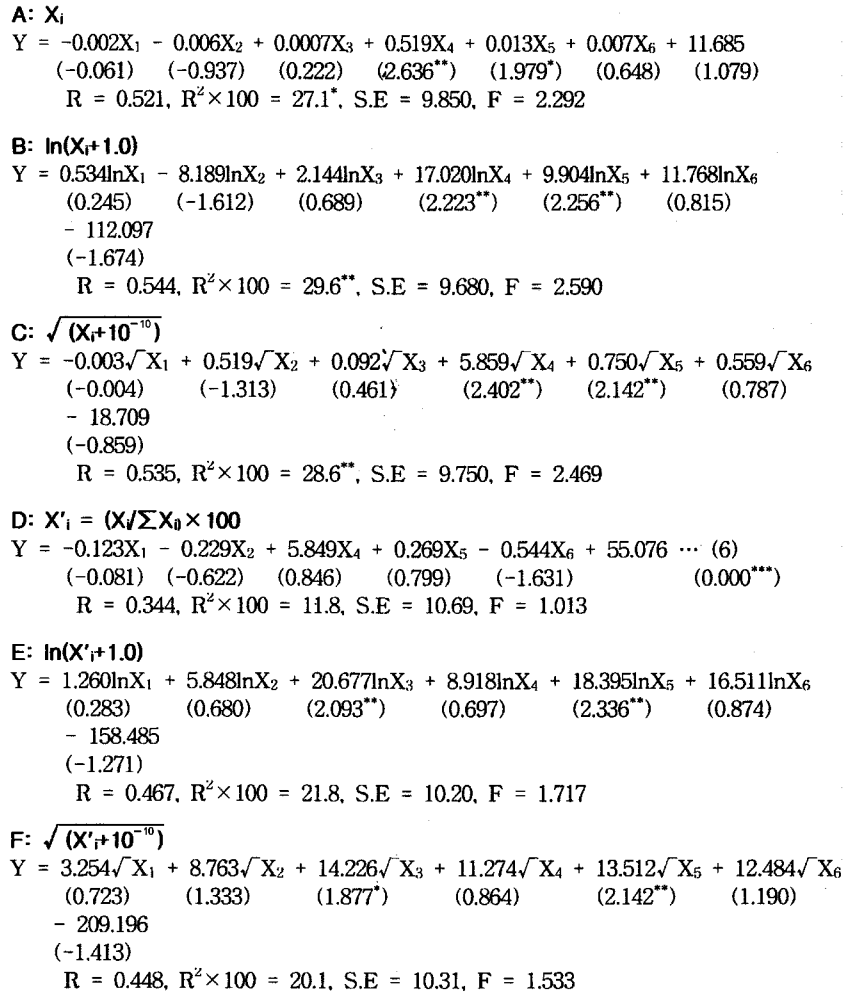 A: Xᵢ
Y = -0.002X₁ - 0.006X₂ + 0.0007X₃ + 0.519X₄ + 0.013X₅ + 0.007X₆ + 11.685
(-0.061) (-0.937) (0.222) (2.636**) (1.979*) (0.648) (1.079)
R = 0.521, R²×100 = 27.1*, S.E = 9.850, F = 2.292
B: ln(Xᵢ+1.0)
Y = 0.534lnX₁ - 8.189lnX₂ + 2.144lnX₃ + 17.020lnX₄ + 9.904lnX₅ + 11.768lnX₆
(0.245) (-1.612) (0.689) (2.223**) (2.256**) (0.815)
- 112.097
(-1.674)
R = 0.544, R²×100 = 29.6**, S.E = 9.680, F = 2.590
C: √(Xᵢ+10⁻¹⁰)
Y = -0.003√X₁ + 0.519√X₂ + 0.092√X₃ + 5.859√X₄ + 0.750√X₅ + 0.559√X₆
(-0.004) (-1.313) (0.461) (2.402**) (2.142**) (0.787)
- 18.709
(-0.859)
R = 0.535, R²×100 = 28.6**, S.E = 9.750, F = 2.469
D: X'ᵢ = (Xᵢ/∑Xᵢ)×100
Y = -0.123X₁ - 0.229X₂ + 5.849X₄ + 0.269X₅ - 0.544X₆ + 55.076 ··· (6)
(-0.081) (-0.622) (0.846) (0.799) (-1.631) (0.000***)
R = 0.344, R²×100 = 11.8, S.E = 10.69, F = 1.013
E: ln(X'ᵢ+1.0)
Y = 1.260lnX₁ + 5.848lnX₂ + 20.677lnX₃ + 8.918lnX₄ + 18.395lnX₅ + 16.511lnX₆
(0.283) (0.680) (2.093**) (0.697) (2.336**) (0.874)
- 158.485
(-1.271)
R = 0.467, R²×100 = 21.8, S.E = 10.20, F = 1.717
F: √(X'ᵢ+10⁻¹⁰)
Y = 3.254√X₁ + 8.763√X₂ + 14.226√X₃ + 11.274√X₄ + 13.512√X₅ + 12.484√X₆
(0.723) (1.333) (1.877*) (0.864) (2.142**) (1.190)
- 209.196
(-1.413)
R = 0.448, R²×100 = 20.1, S.E = 10.31, F = 1.533